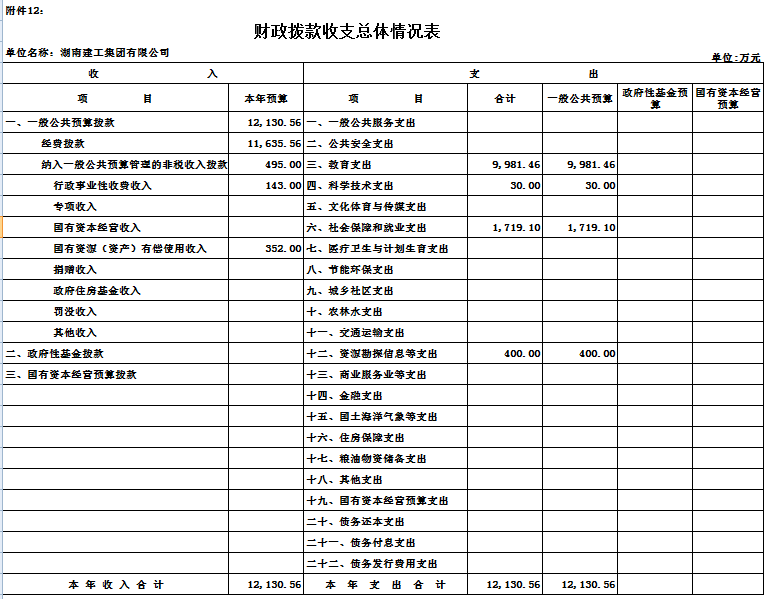 附件12:
财政拨款收支总体情况表
单位名称：湖南建工集团有限公司
单位:万元
收 入 支 出
项 目 本年预算 项 目 合计 一般公共预算 政府性基金预算 国有资本经营预算
一、一般公共预算拨款 12,130.56 一、一般公共服务支出
经费拨款 11,635.56 二、公共安全支出
纳入一般公共预算管理的非税收入拨款 495.00 三、教育支出 9,981.46 9,981.46
行政事业性收费收入 143.00 四、科学技术支出 30.00 30.00
专项收入 五、文化体育与传媒支出
国有资本经营收入 六、社会保障和就业支出 1,719.10 1,719.10
国有资源（资产）有偿使用收入 352.00 七、医疗卫生与计划生育支出
捐赠收入 八、节能环保支出
政府住房基金收入 九、城乡社区支出
罚没收入 十、农林水支出
其他收入 十一、交通运输支出
二、政府性基金拨款 十二、资源勘探信息等支出 400.00 400.00
三、国有资本经营预算拨款 十三、商业服务业等支出
十四、金融支出
十五、国土海洋气象等支出
十六、住房保障支出
十七、粮油物资储备支出
十八、其他支出
十九、国有资本经营预算支出
二十、债务还本支出
二十一、债务付息支出
二十二、债务发行费用支出
本 年 收 入 合 计 12,130.56 本 年 支 出 合 计 12,130.56 12,130.56